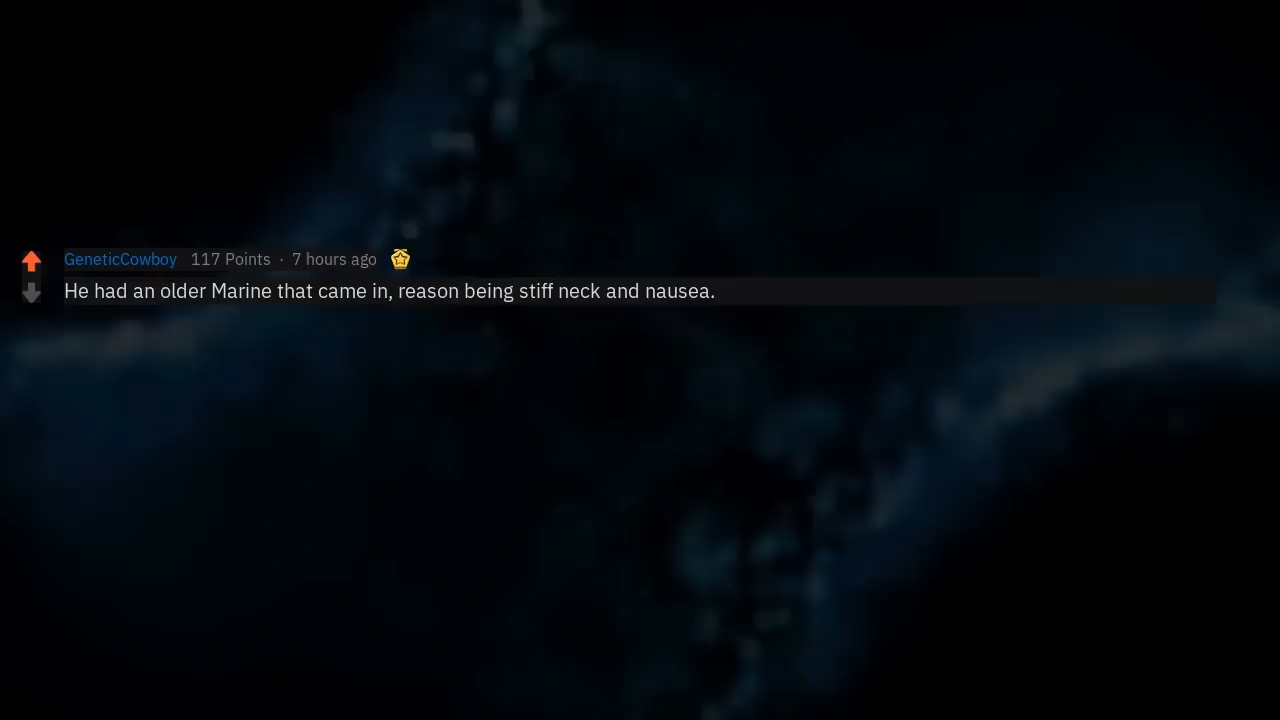 GeneticCowboy 117 Points · 7 hours ago
He had an older Marine that came in, reason being stiff neck and nausea.